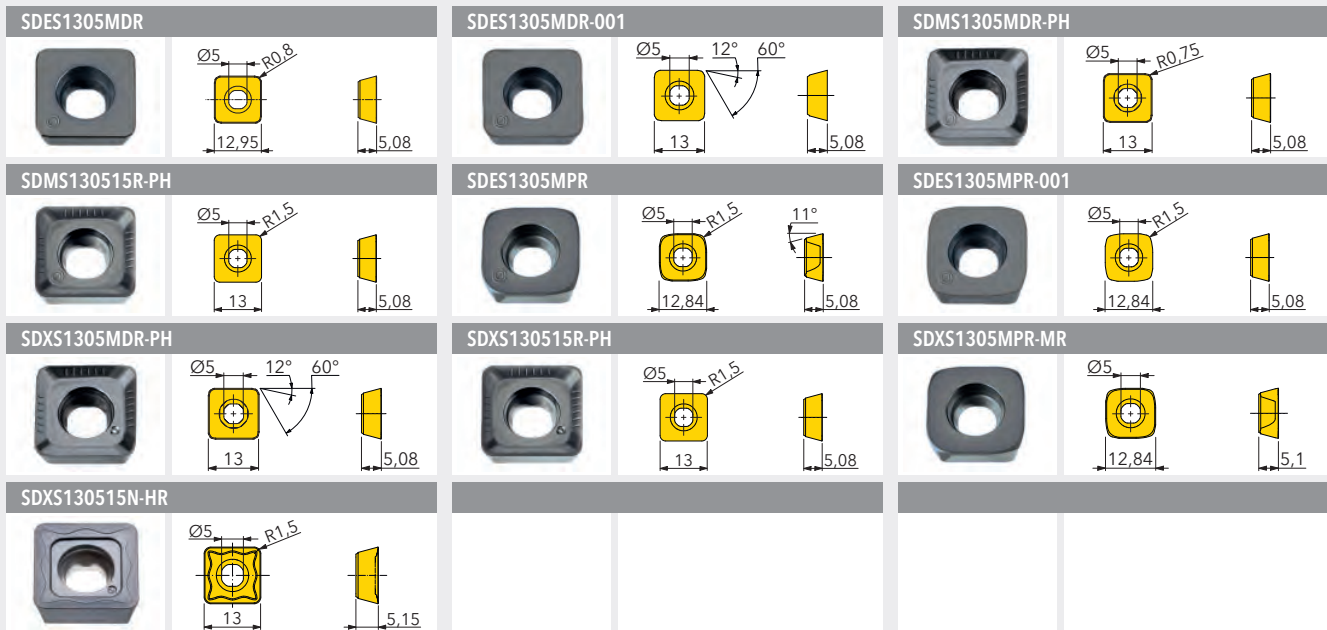 SDES1305MDR
Ø5
R0,8
12,95
5,08
SDES1305MDR-001
Ø5
12°
60°
13
5,08
SDMS1305MDR-PH
Ø5
R0,75
13
5,08
SDMS130515R-PH
Ø5
R1,5
13
5,08
SDES1305MPR
Ø5
R1,5
11°
12,84
5,08
SDES1305MPR-001
Ø5
R1,5
12,84
5,08
SDXS1305MDR-PH
Ø5
12°
60°
13
5,08
SDXS130515R-PH
Ø5
R1,5
13
5,08
SDXS1305MPR-MR
Ø5
12,84
5,1
SDXS130515N-HR
Ø5
R1,5
13
5,15